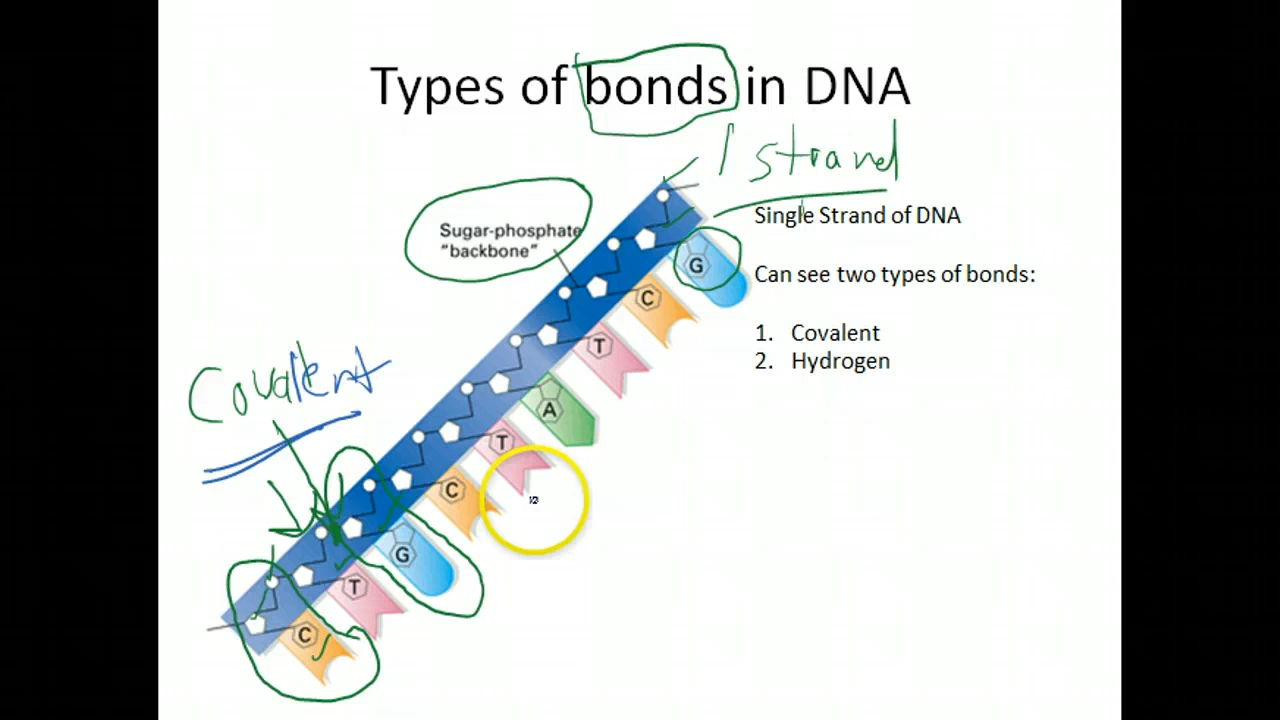 Types of bonds in DNA
1 strand
Sugar-phosphate
"backbone"
Single Strand of DNA
Can see two types of bonds:
1. Covalent
2. Hydrogen
Covalent
G
C
T
A
T
C
G
T
C